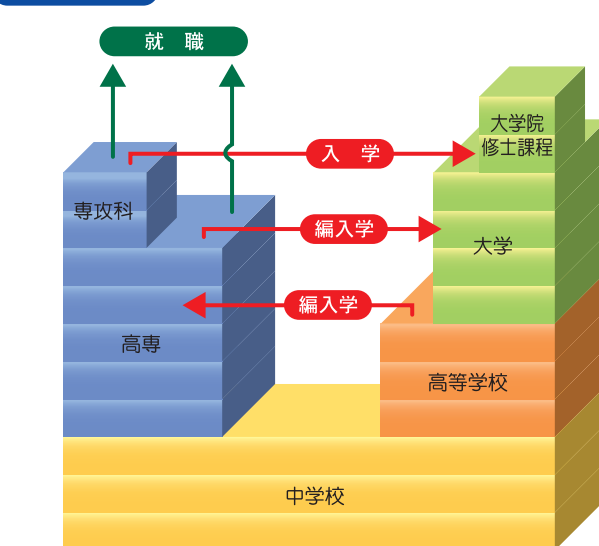 就 職
大学院
修士課程
入 学
専攻科
編入学
大学
編入学
高専
高等学校
中学校